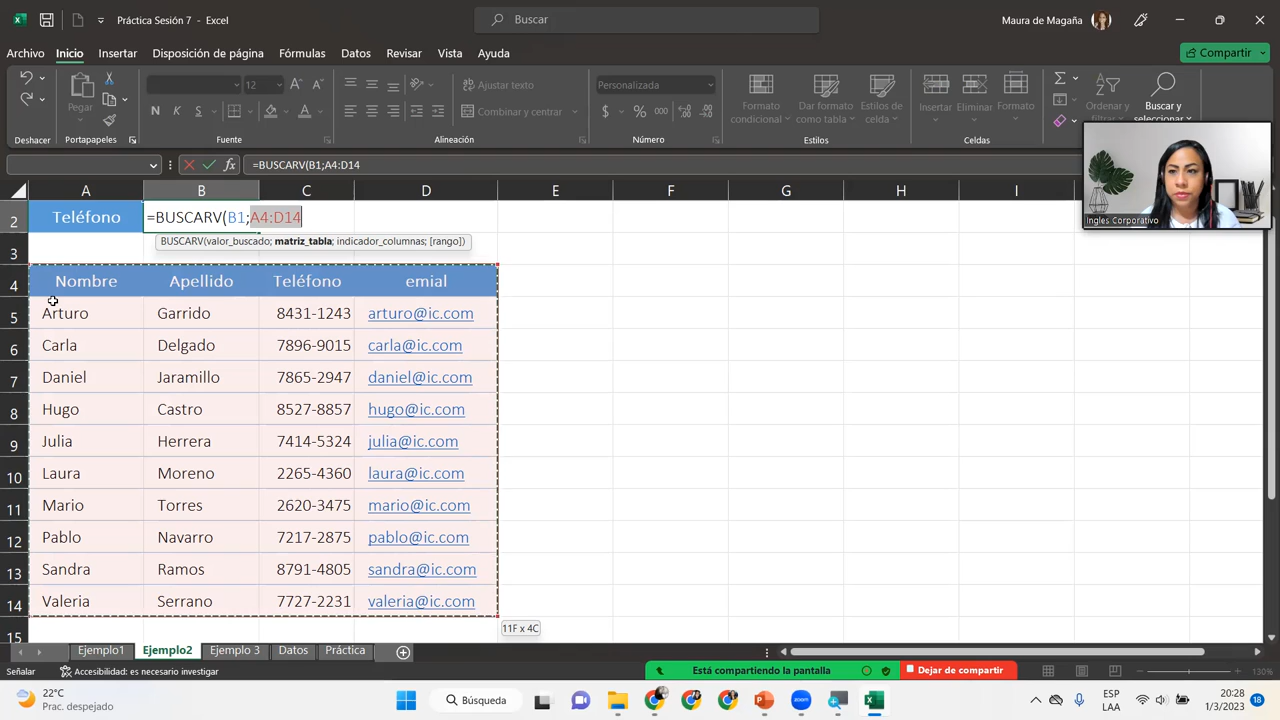 Práctica Sesión 7 - Excel
Buscar
Maura de Magaña
Archivo Inicio Insertar Disposición de página Fórmulas Datos Revisar Vista Ayuda
Compartir
Pegar
12
N K S
Ajustar texto
Combinar y centrar
Personalizada
$ % 000
Formato condicional
Dar formato como tabla
Estilos de celda
Insertar Eliminar Formato
Ordenar y
Buscar y seleccionar
Deshacer Portapapeles Fuente Alineación Número Estilos Celdas
Ingles Corporativo
fx =BUSCARV(B1;A4:D14
A B C D E F G H I
2 Teléfono =BUSCARV(B1;A4:D14
BUSCARV(valor_buscado; matriz_tabla; indicador_columnas; [rango])
3
4 Nombre Apellido Teléfono emial
5 Arturo Garrido 8431-1243 arturo@ic.com
6 Carla Delgado 7896-9015 carla@ic.com
7 Daniel Jaramillo 7865-2947 daniel@ic.com
8 Hugo Castro 8527-8857 hugo@ic.com
9 Julia Herrera 7414-5324 julia@ic.com
10 Laura Moreno 2265-4360 laura@ic.com
11 Mario Torres 2620-3475 mario@ic.com
12 Pablo Navarro 7217-2875 pablo@ic.com
13 Sandra Ramos 8791-4805 sandra@ic.com
14 Valeria Serrano 7727-2231 valeria@ic.com
15
11F x 4C
Ejemplo1 Ejemplo2 Ejemplo 3 Datos Práctica
Señalar Accesibilidad: es necesario investigar
Está compartiendo la pantalla
Dejar de compartir
130%
22°C
Parc. despejado
Búsqueda
ESP
LAA
20:28
1/3/2023
18